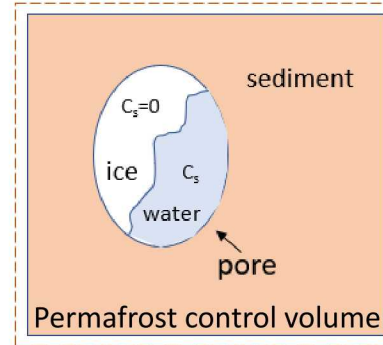 sediment
Cₛ=0
ice
Cₛ
water
pore
Permafrost control volume